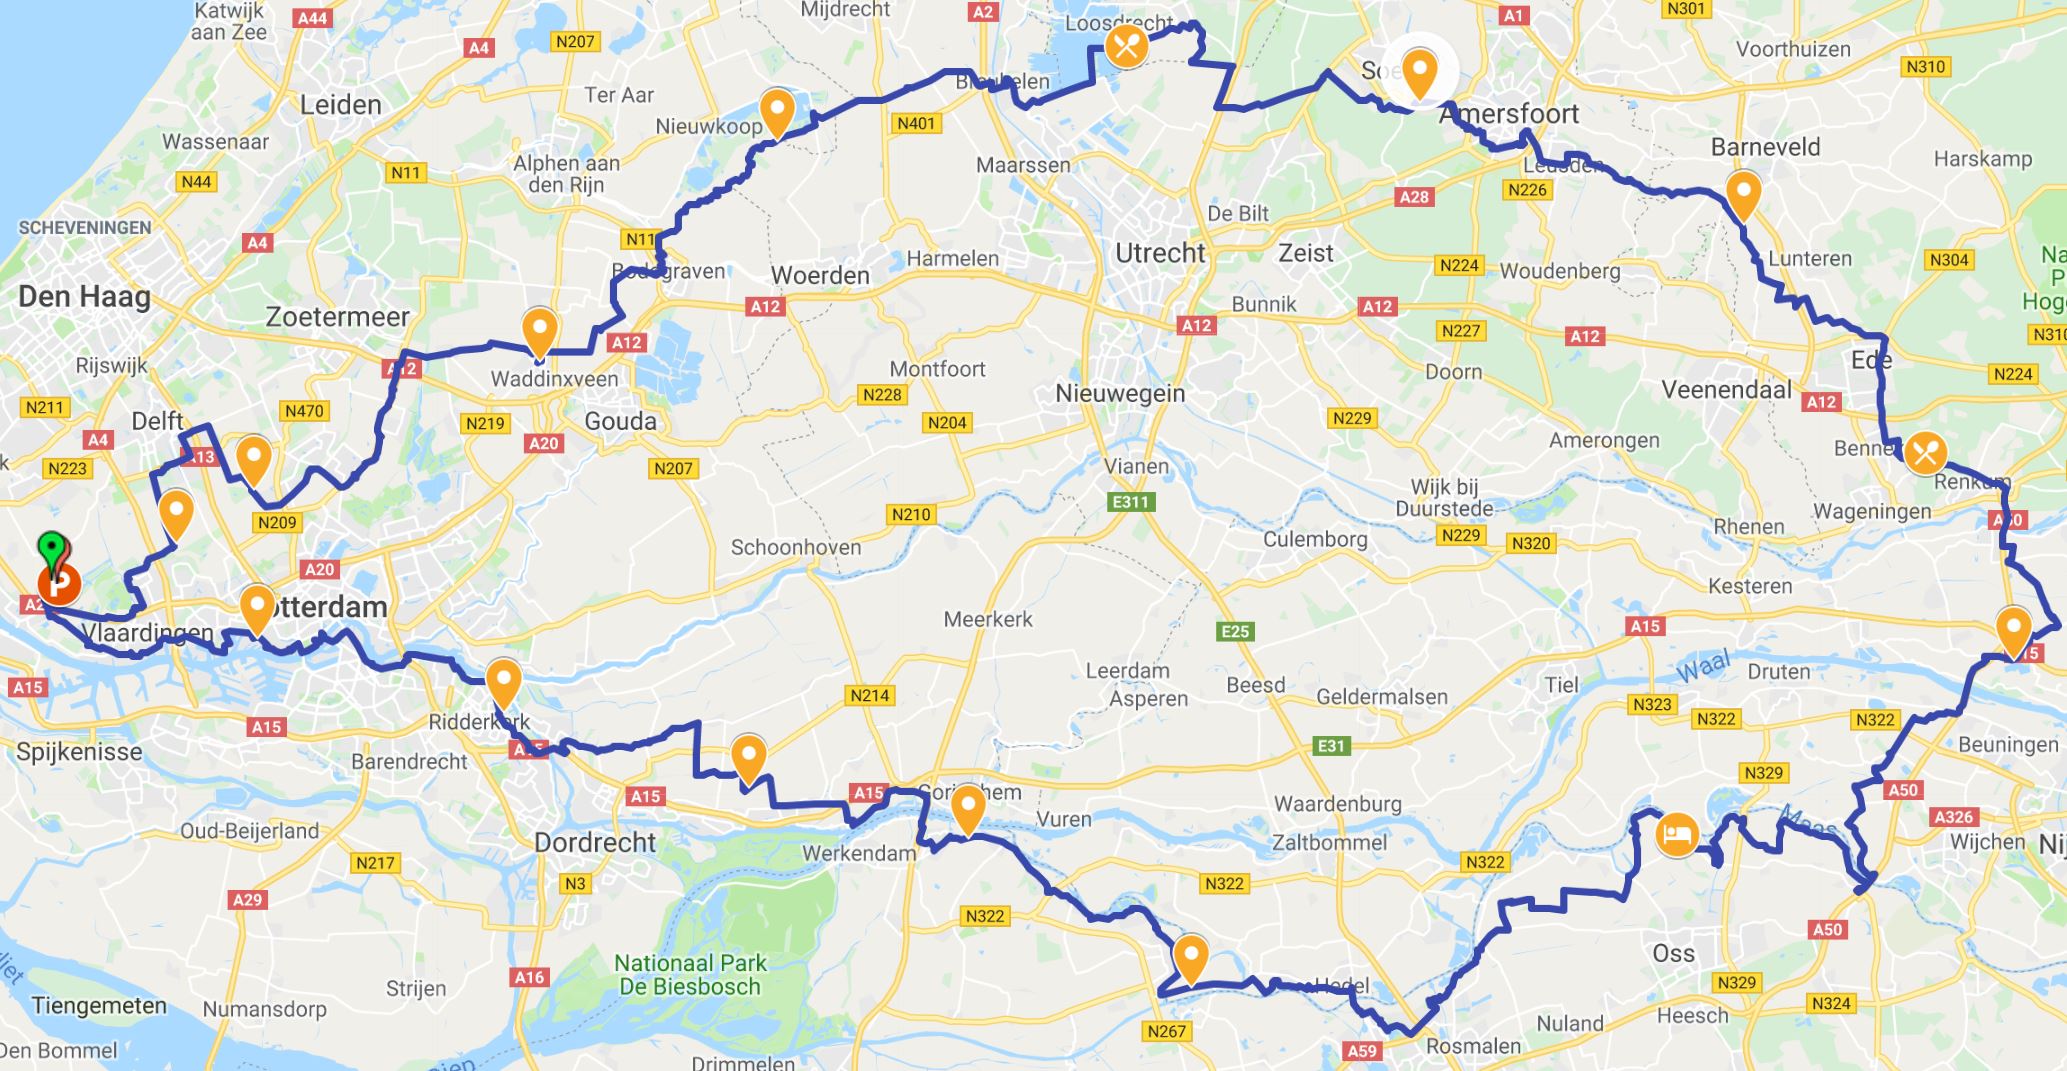 Katwijk
aan Zee
A44
Mijdrecht
A2
Loosdrecht
A1
N301
A4
N207
Voorthuizen
N310
Leiden
Ter Aar
Breukelen
Nieuwkoop
N401
Amersfoort
Wassenaar
Barneveld
Harskamp
Alphen aan
den Rijn
N11
N44
Maarssen
Leusden
N226
A28
De Bilt
SCHEVENINGEN
A4
N11
Utrecht
Zeist
Bodegraven
Woerden
Harmelen
N224
Woudenberg
Lunteren
N304
Den Haag
Zoetermeer
A12
Bunnik
A12
A12
N227
A12
A12
Rijswijk
A12
Waddinxveen
Montfoort
Doorn
Ede
N224
N310
N211
Delft
N470
N219
Gouda
N228
N204
Nieuwegein
N229
Veenendaal
A12
A4
A13
A20
N223
N207
Vianen
Amerongen
Renkum
Wijk bij
Duurstede
E311
N209
N210
Wageningen
Rhenen
Schoonhoven
Culemborg
N229
N320
A20
Kesteren
P
Vlaardingen
Meerkerk
E25
A15
A15
Leerdam
Asperen
Beesd
Geldermalsen
Tiel
Waal
Druten
N214
N323
N322
N322
A15
Ridderkerk
A15
Spijkenisse
Barendrecht
E31
Beuningen
A15
A15
N329
A50
Waardenburg
Zaltbommel
Vuren
Maas
A326
Wijchen
Oud-Beijerland
Dordrecht
Werkendam
N217
N3
N322
N322
A29
N322
A50
Oss
Nationaal Park
De Biesbosch
A16
Strijen
Hedel
N329
N324
Tiengemeten
Numansdorp
N267
Nuland
Heesch
Den Bommel
Drimmelen
A59
Rosmalen